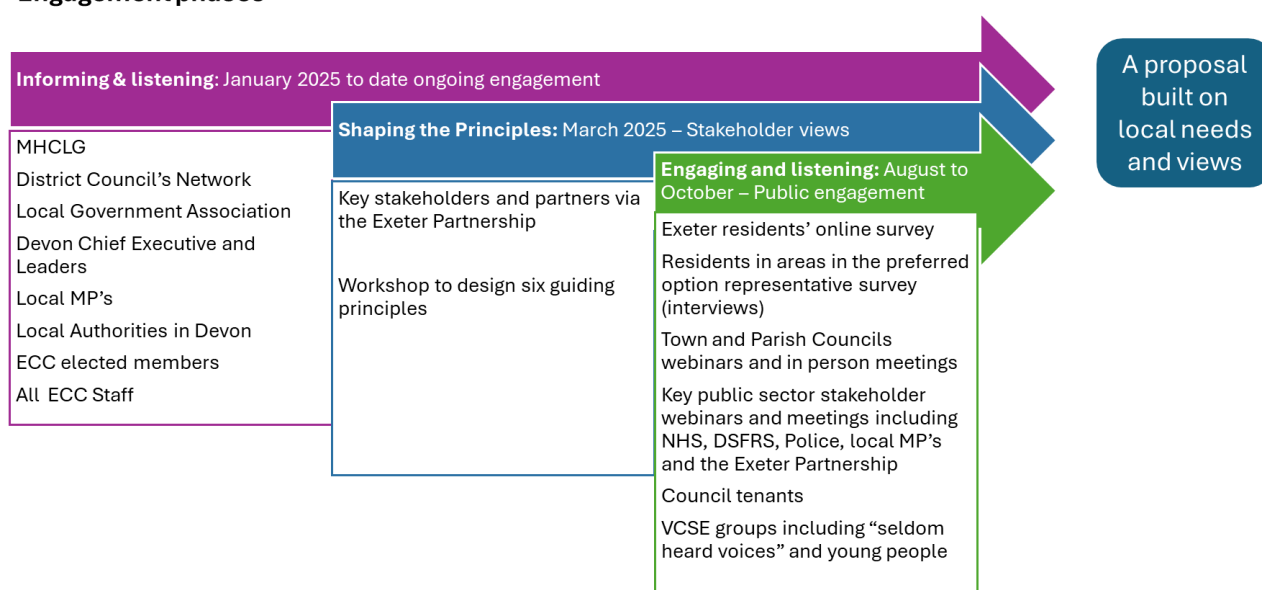 Informing & listening: January 2025 to date ongoing engagement
MHCLG
District Council's Network
Local Government Association
Devon Chief Executive and
Leaders
Local MP's
Local Authorities in Devon
ECC elected members
All ECC Staff
Shaping the Principles: March 2025 – Stakeholder views
Key stakeholders and partners via
the Exeter Partnership
Workshop to design six guiding
principles
Engaging and listening: August to
October – Public engagement
Exeter residents' online survey
Residents in areas in the preferred
option representative survey
(interviews)
Town and Parish Councils
webinars and in person meetings
Key public sector stakeholder
webinars and meetings including
NHS, DSFRS, Police, local MP's
and the Exeter Partnership
Council tenants
VCSE groups including “seldom
heard voices” and young people
A proposal
built on
local needs
and views